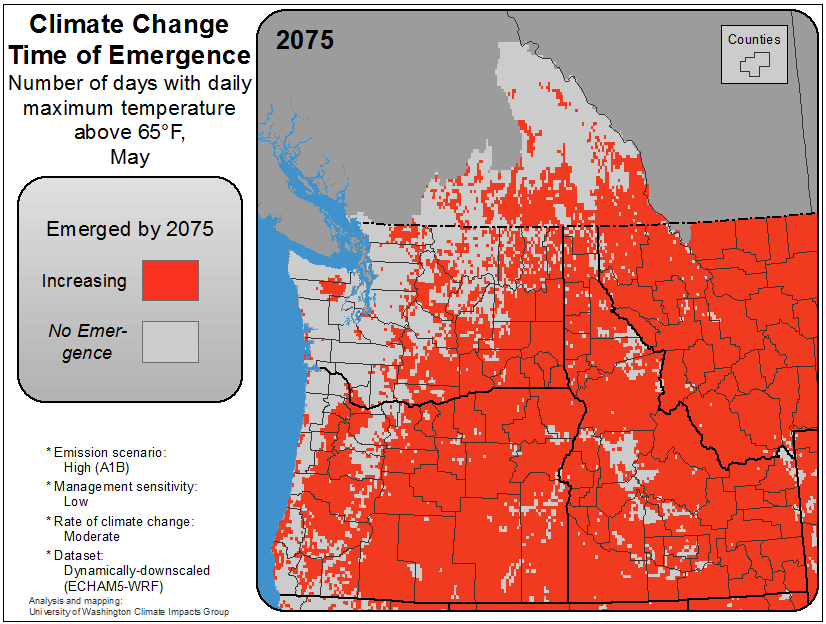 Climate Change
Time of Emergence
Number of days with daily
maximum temperature
above 65°F,
May
Emerged by 2075
Increasing
No Emer-
gence
* Emission scenario:
High (A1B)
* Management sensitivity:
Low
* Rate of climate change:
Moderate
* Dataset:
Dynamically-downscaled
(ECHAM5-WRF)
Analysis and mapping:
University of Washington Climate Impacts Group
2075
Counties